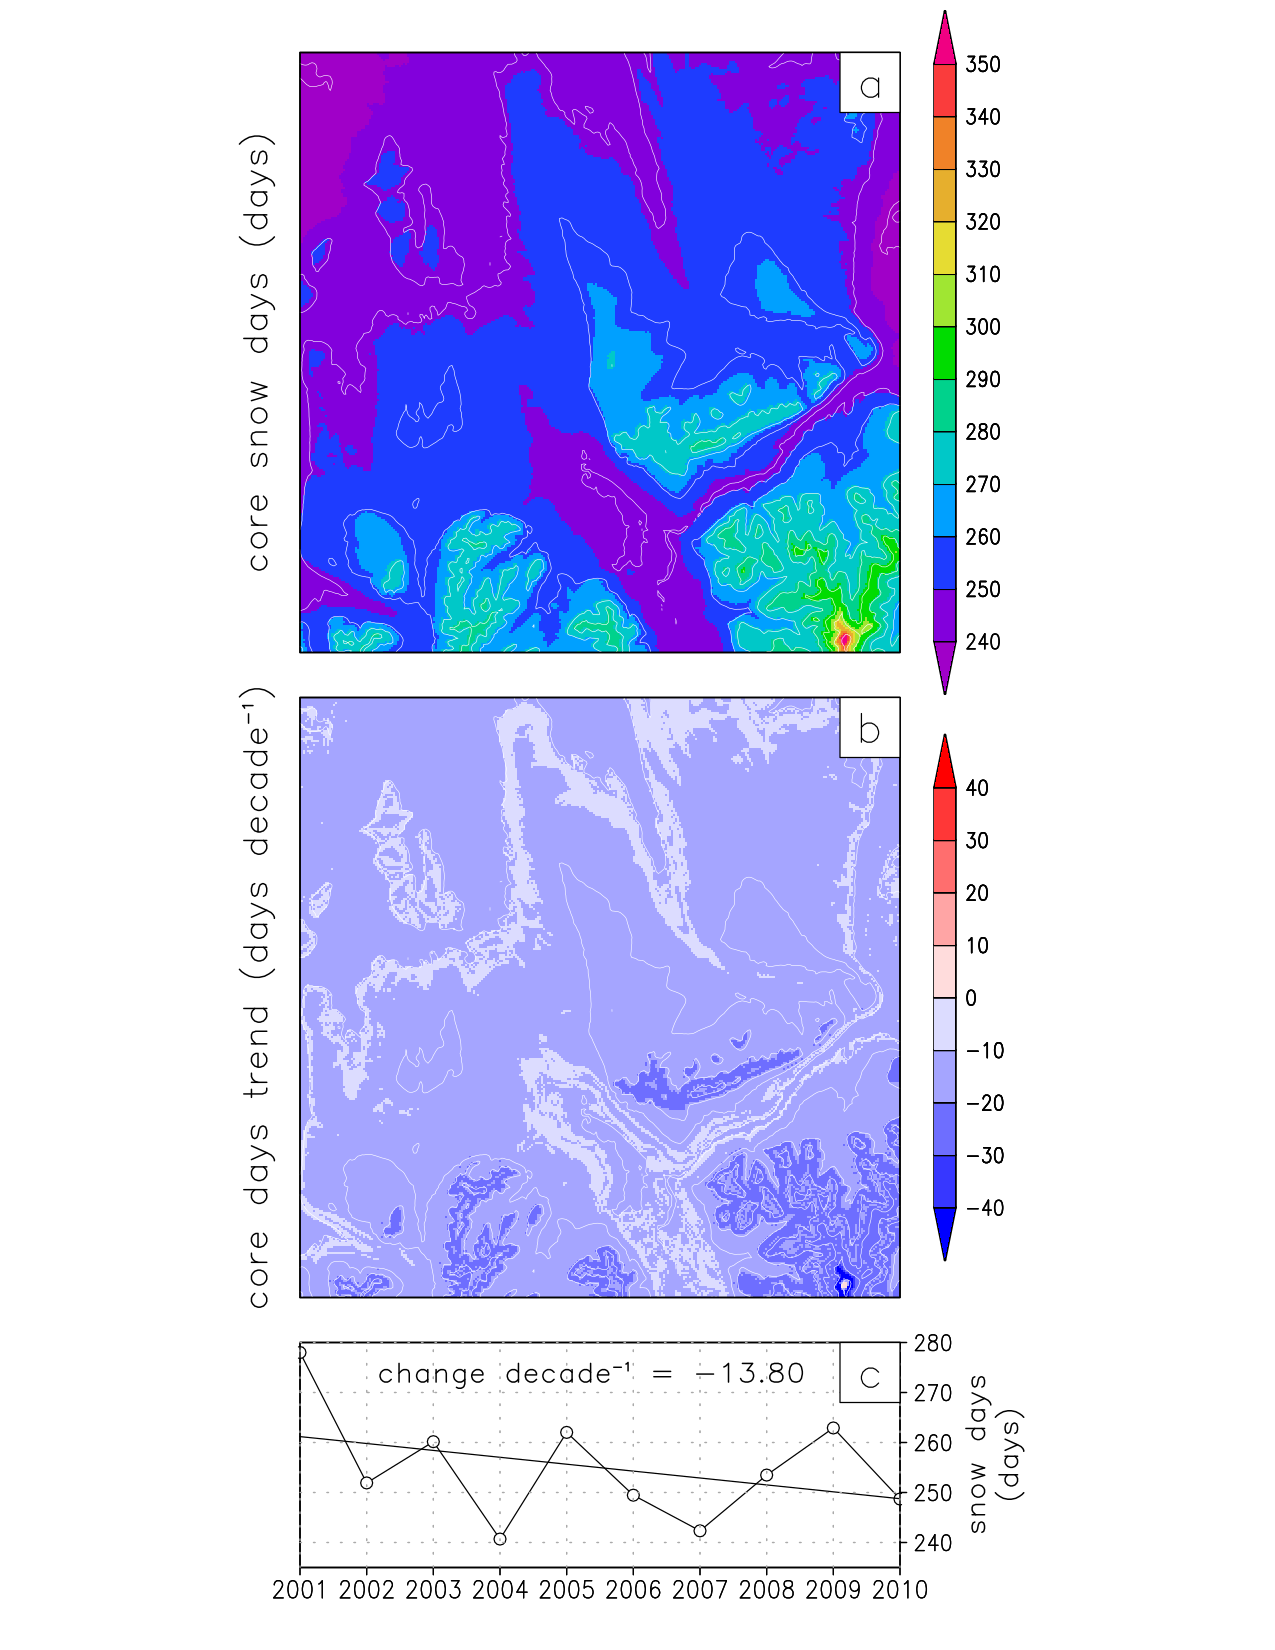 a
core snow days (days)
350
340
330
320
310
300
290
280
270
260
250
240
b
core days trend (days decade⁻¹)
40
30
20
10
0
−10
−20
−30
−40
c
change decade⁻¹ = −13.80
280
270
260
250
240
snow days
(days)
2001 2002 2003 2004 2005 2006 2007 2008 2009 2010